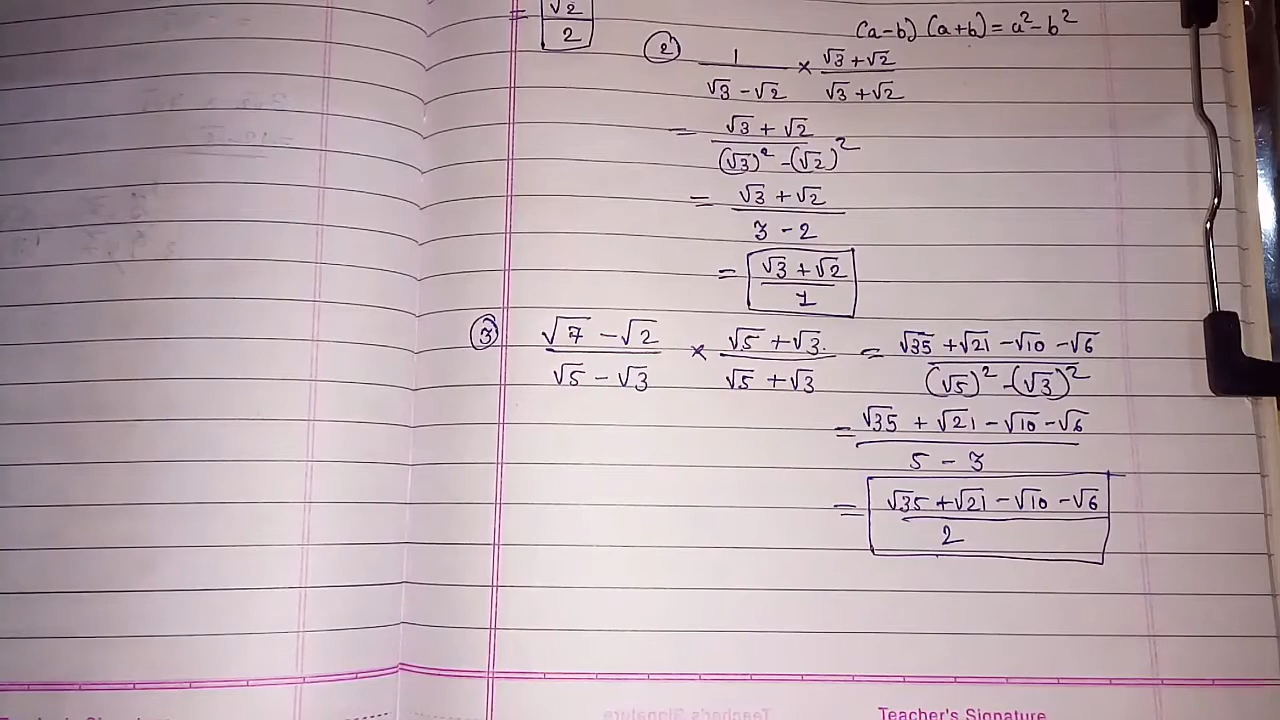 = √2/2
(a-b) (a+b) = a² - b²
② 1/(√3 - √2) × (√3 + √2)/(√3 + √2)
= (√3 + √2)/((√3)² - (√2)²)
= (√3 + √2)/(3 - 2)
= (√3 + √2)/1
③ (√7 - √2)/(√5 - √3) × (√5 + √3)/(√5 + √3) = (√35 + √21 - √10 - √6)/((√5)² - (√3)²)
= (√35 + √21 - √10 - √6)/(5 - 3)
= (√35 + √21 - √10 - √6)/2
Teacher's Signature